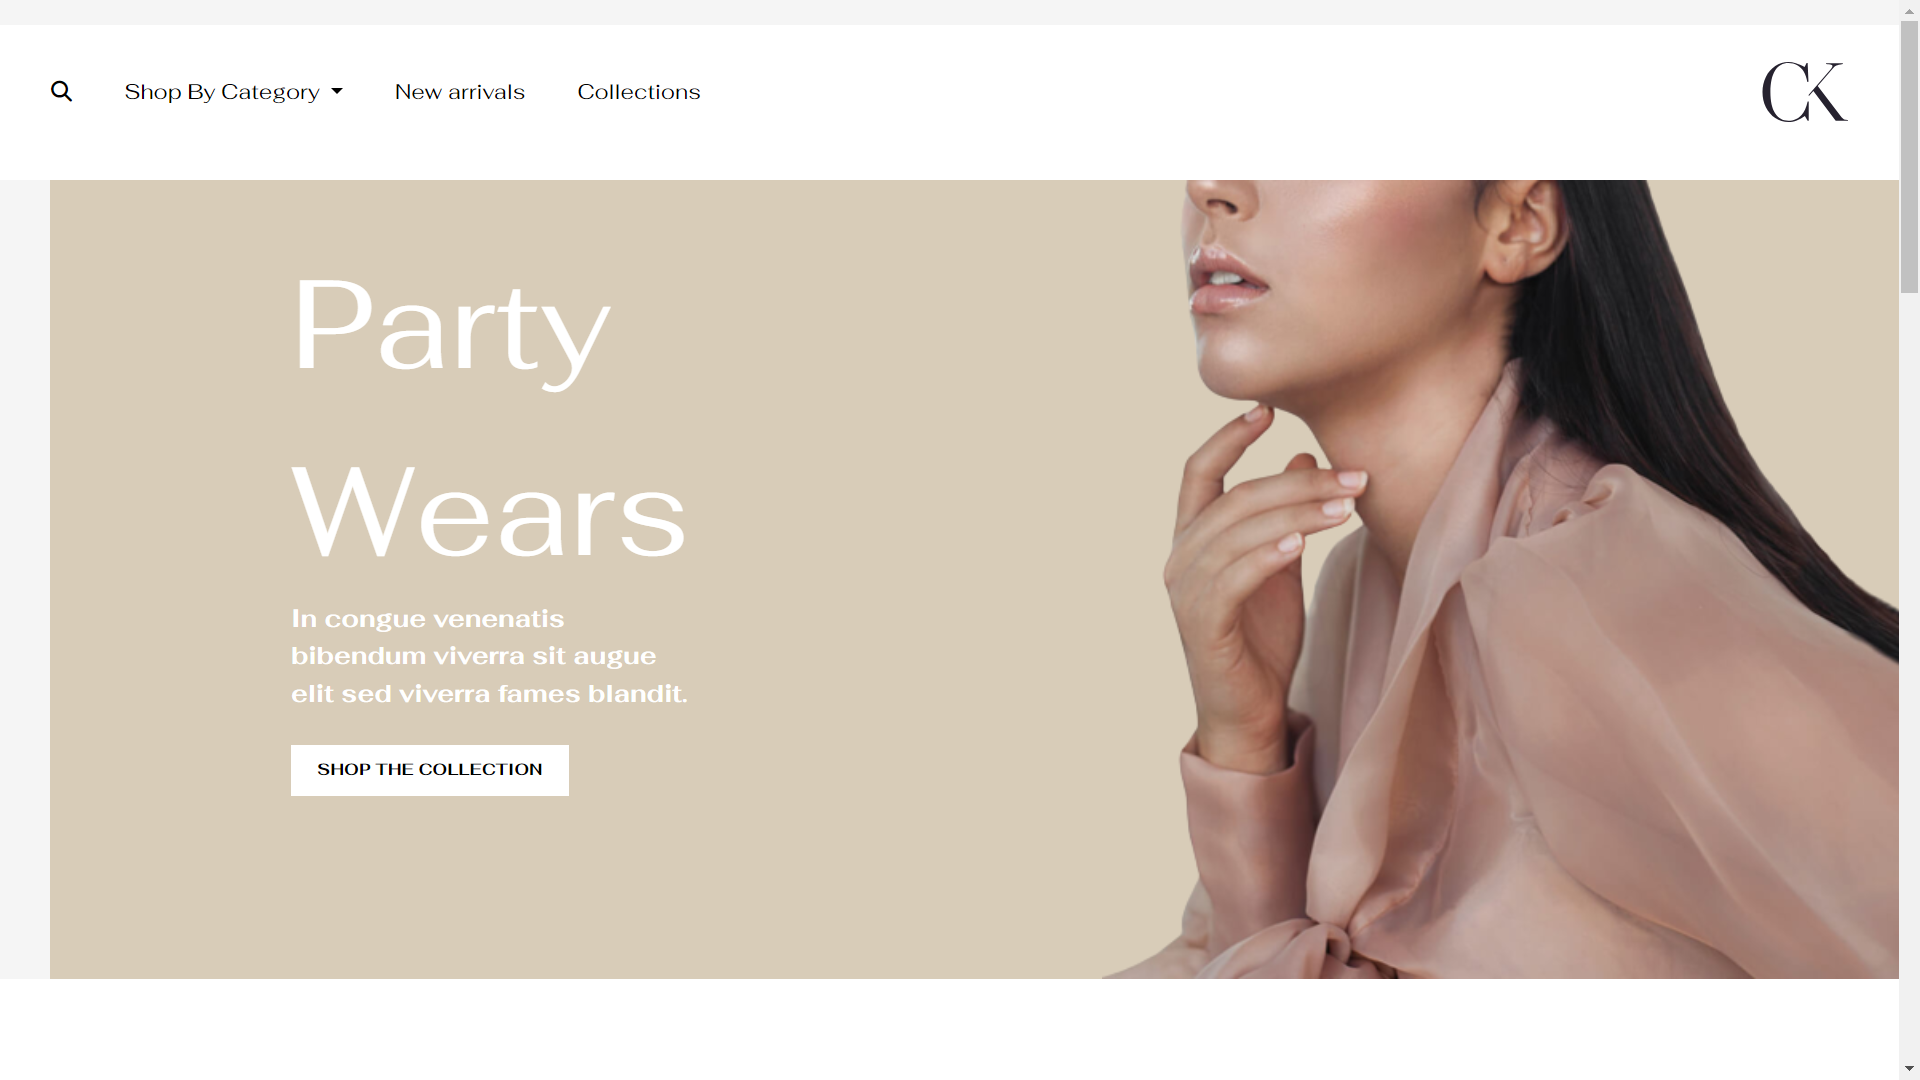 Shop By Category
New arrivals
Collections
CK
Party
Wears
In congue venenatis
bibendum viverra sit augue
elit sed viverra fames blandit.
SHOP THE COLLECTION